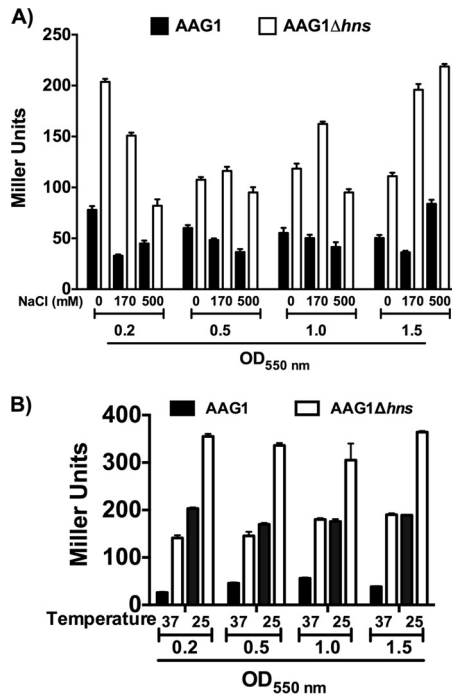 A)
AAG1 AAG1Δhns
Miller Units
300
250
200
150
100
50
0
NaCl (mM) 0 170 500 0 170 500 0 170 500 0 170 500
0.2 0.5 1.0 1.5
OD550 nm
B)
AAG1 AAG1Δhns
Miller Units
400
300
200
100
0
Temperature 37 25 37 25 37 25 37 25
0.2 0.5 1.0 1.5
OD550 nm